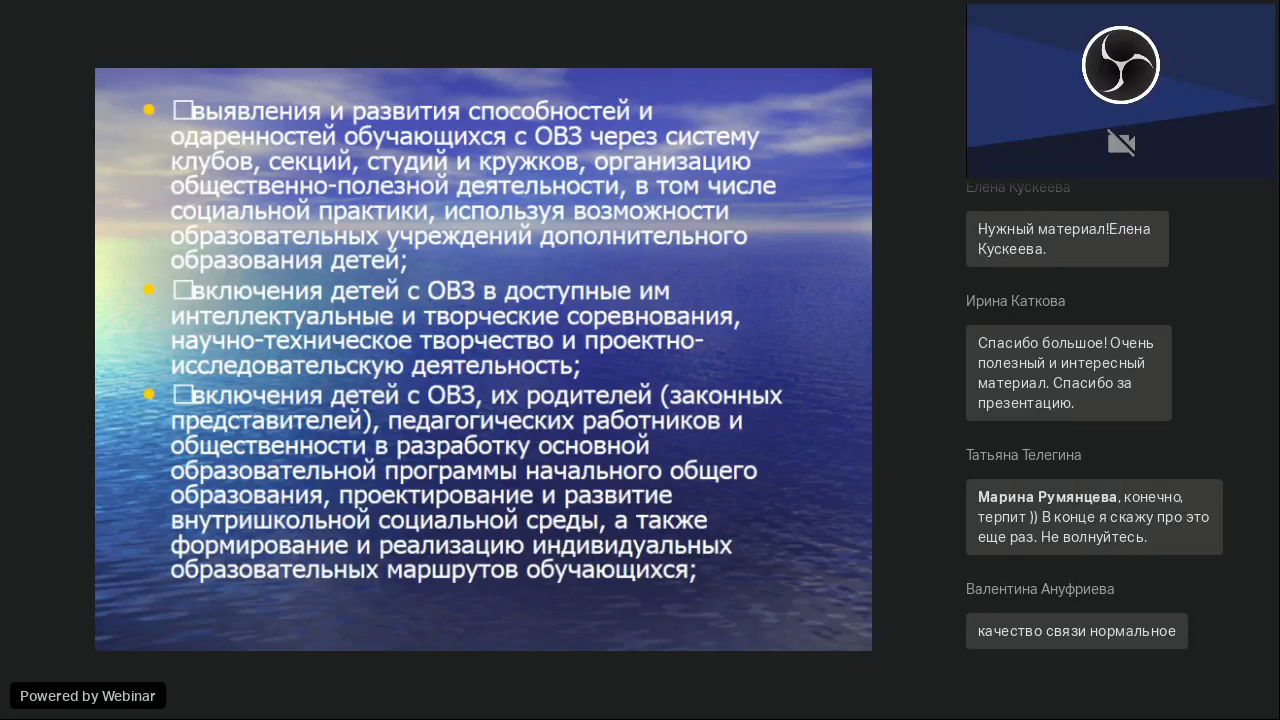 выявления и развития способностей и
одаренностей обучающихся с ОВЗ через систему
клубов, секций, студий и кружков, организацию
общественно-полезной деятельности, в том числе
социальной практики, используя возможности
образовательных учреждений дополнительного
образования детей;
включения детей с ОВЗ в доступные им
интеллектуальные и творческие соревнования,
научно-техническое творчество и проектно-
исследовательскую деятельность;
включения детей с ОВЗ, их родителей (законных
представителей), педагогических работников и
общественности в разработку основной
образовательной программы начального общего
образования, проектирование и развитие
внутришкольной социальной среды, а также
формирование и реализацию индивидуальных
образовательных маршрутов обучающихся;
Елена Кускеева
Нужный материал!Елена
Кускеева.
Ирина Каткова
Спасибо большое! Очень
полезный и интересный
материал. Спасибо за
презентацию.
Татьяна Телегина
Марина Румянцева, конечно,
терпит )) В конце я скажу про это
еще раз. Не волнуйтесь.
Валентина Ануфриева
качество связи нормальное
Powered by Webinar